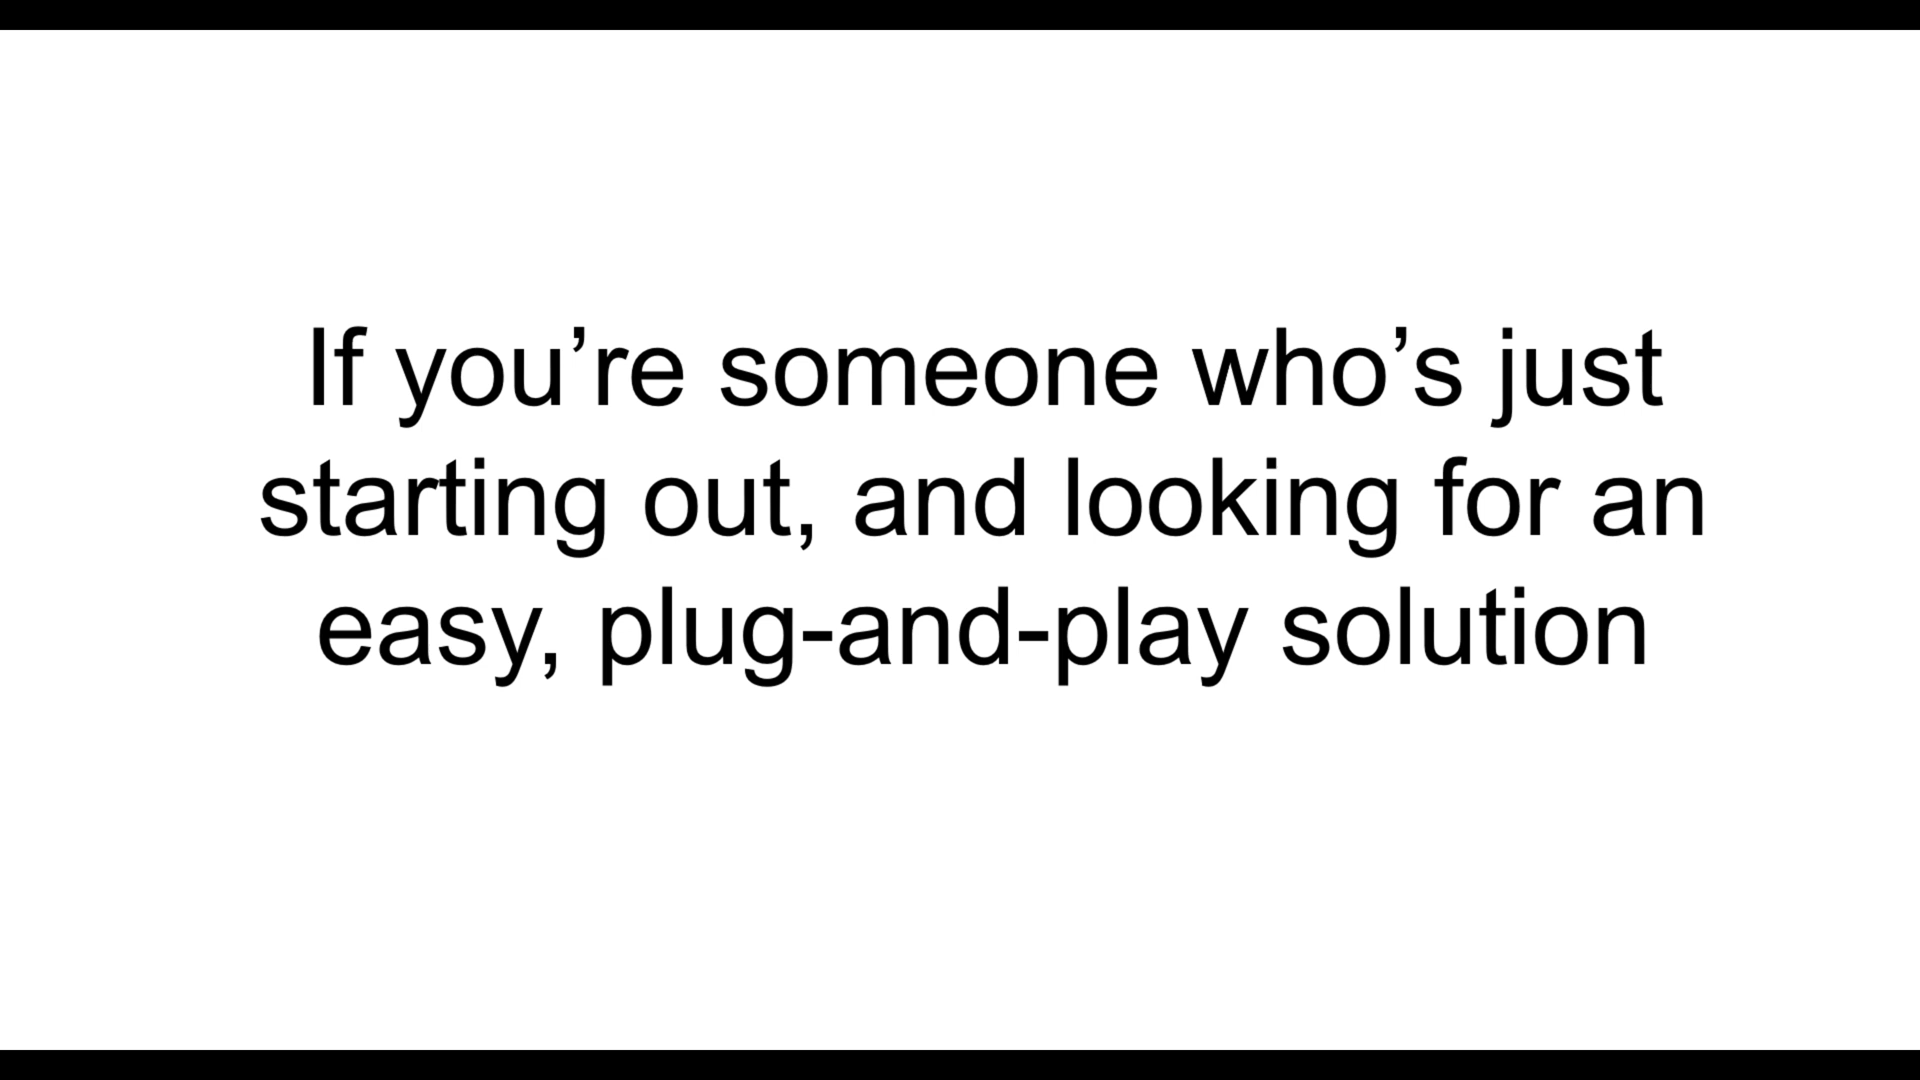 If you’re someone who’s just
starting out, and looking for an
easy, plug-and-play solution